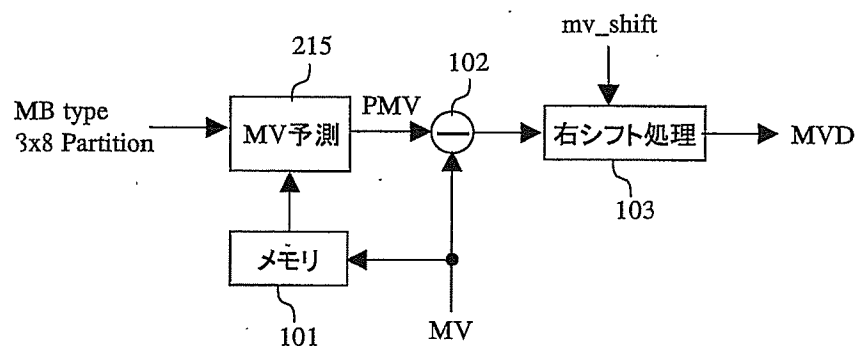 mv_shift
215
102
MB type
3x8 Partition
MV予測
PMV
右シフト処理
MVD
103
メモリ
101
MV